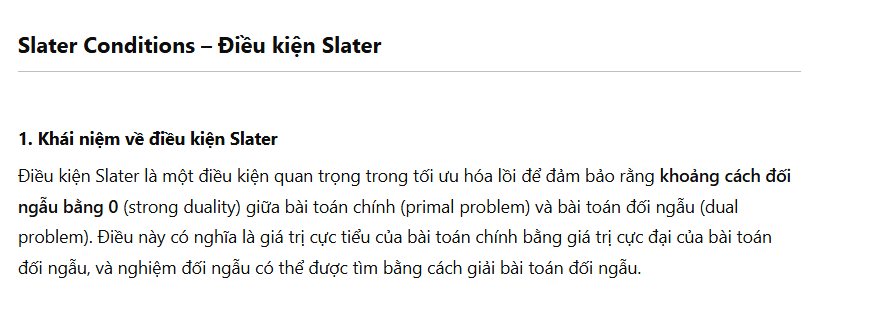 Slater Conditions – Điều kiện Slater
1. Khái niệm về điều kiện Slater
Điều kiện Slater là một điều kiện quan trọng trong tối ưu hóa lồi để đảm bảo rằng khoảng cách đối
ngẫu bằng 0 (strong duality) giữa bài toán chính (primal problem) và bài toán đối ngẫu (dual
problem). Điều này có nghĩa là giá trị cực tiểu của bài toán chính bằng giá trị cực đại của bài toán
đối ngẫu, và nghiệm đối ngẫu có thể được tìm bằng cách giải bài toán đối ngẫu.